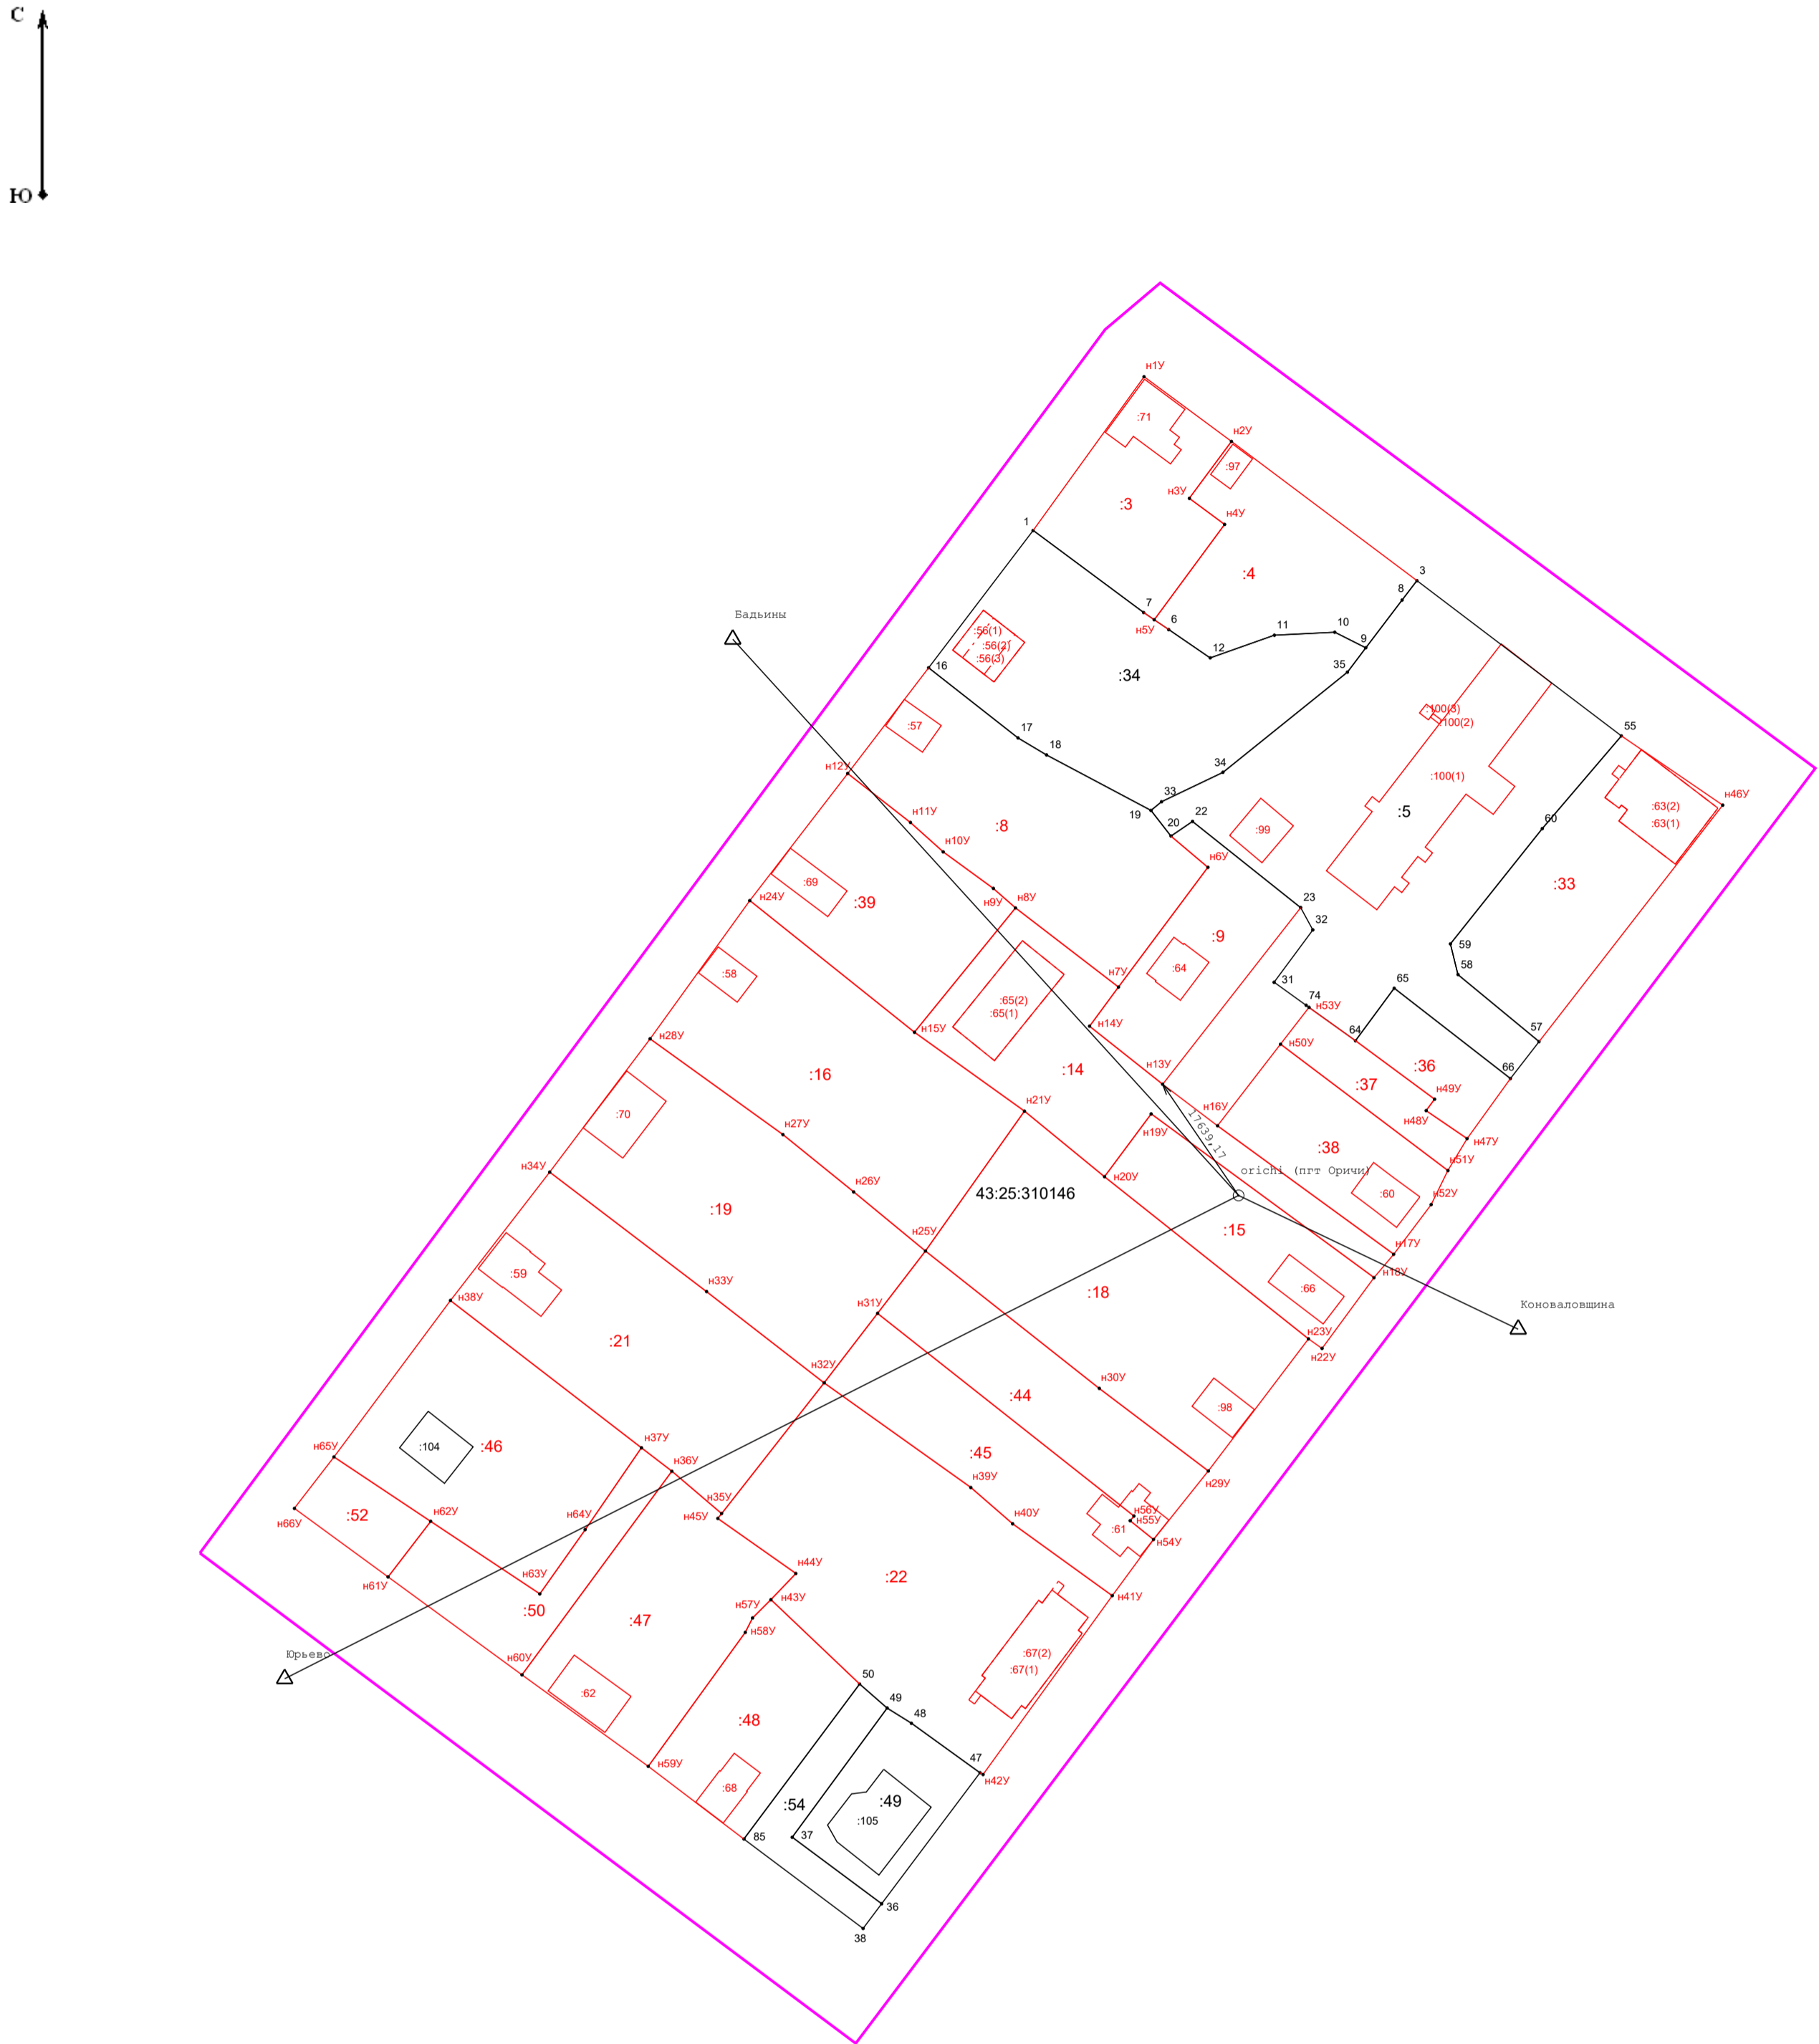 С
Ю
н1У
:71
н2У
:97
н3У
:3
н4У
1
:4
3
8
7
6
н5У
11
10
9
12
35
Бадьины
:56(1)
:56(2)
:56(3)
16
:34
:100(3)
:100(2)
:57
17
18
55
н12У
34
:100(1)
н46У
33
:63(2)
:5
:63(1)
19
22
н11У
20
:99
60
:8
н10У
н6У
:69
:33
н24У
:39
н9У
н8У
23
32
:9
59
:58
:64
н7У
31
58
65
:65(2)
74
н53У
:65(1)
н14У
н15У
64
57
н28У
н50У
:36
66
н13У
:16
:14
:37
н49У
н21У
:70
н16У
н48У
н27У
н19У
17639,17
:38
н47У
н34У
orichi (пгт Оричи)
н51У
н20У
43:25:310146
н26У
:60
н52У
:19
:15
н25У
н17У
:59
н18У
н33У
:66
:18
н38У
н31У
Коноваловщина
н23У
:21
н22У
н32У
н30У
:44
:98
:104
:46
н37У
н65У
:45
н36У
н29У
н39У
н35У
н56У
н62У
н45У
н55У
:52
н64У
н40У
:61
н66У
н54У
н44У
н63У
:22
н61У
н41У
н57У
н43У
:50
:47
н58У
Юрьево
:67(2)
н60У
:67(1)
50
:62
49
48
:48
н59У
47
н42У
:68
:54
:49
:105
85
37
36
38